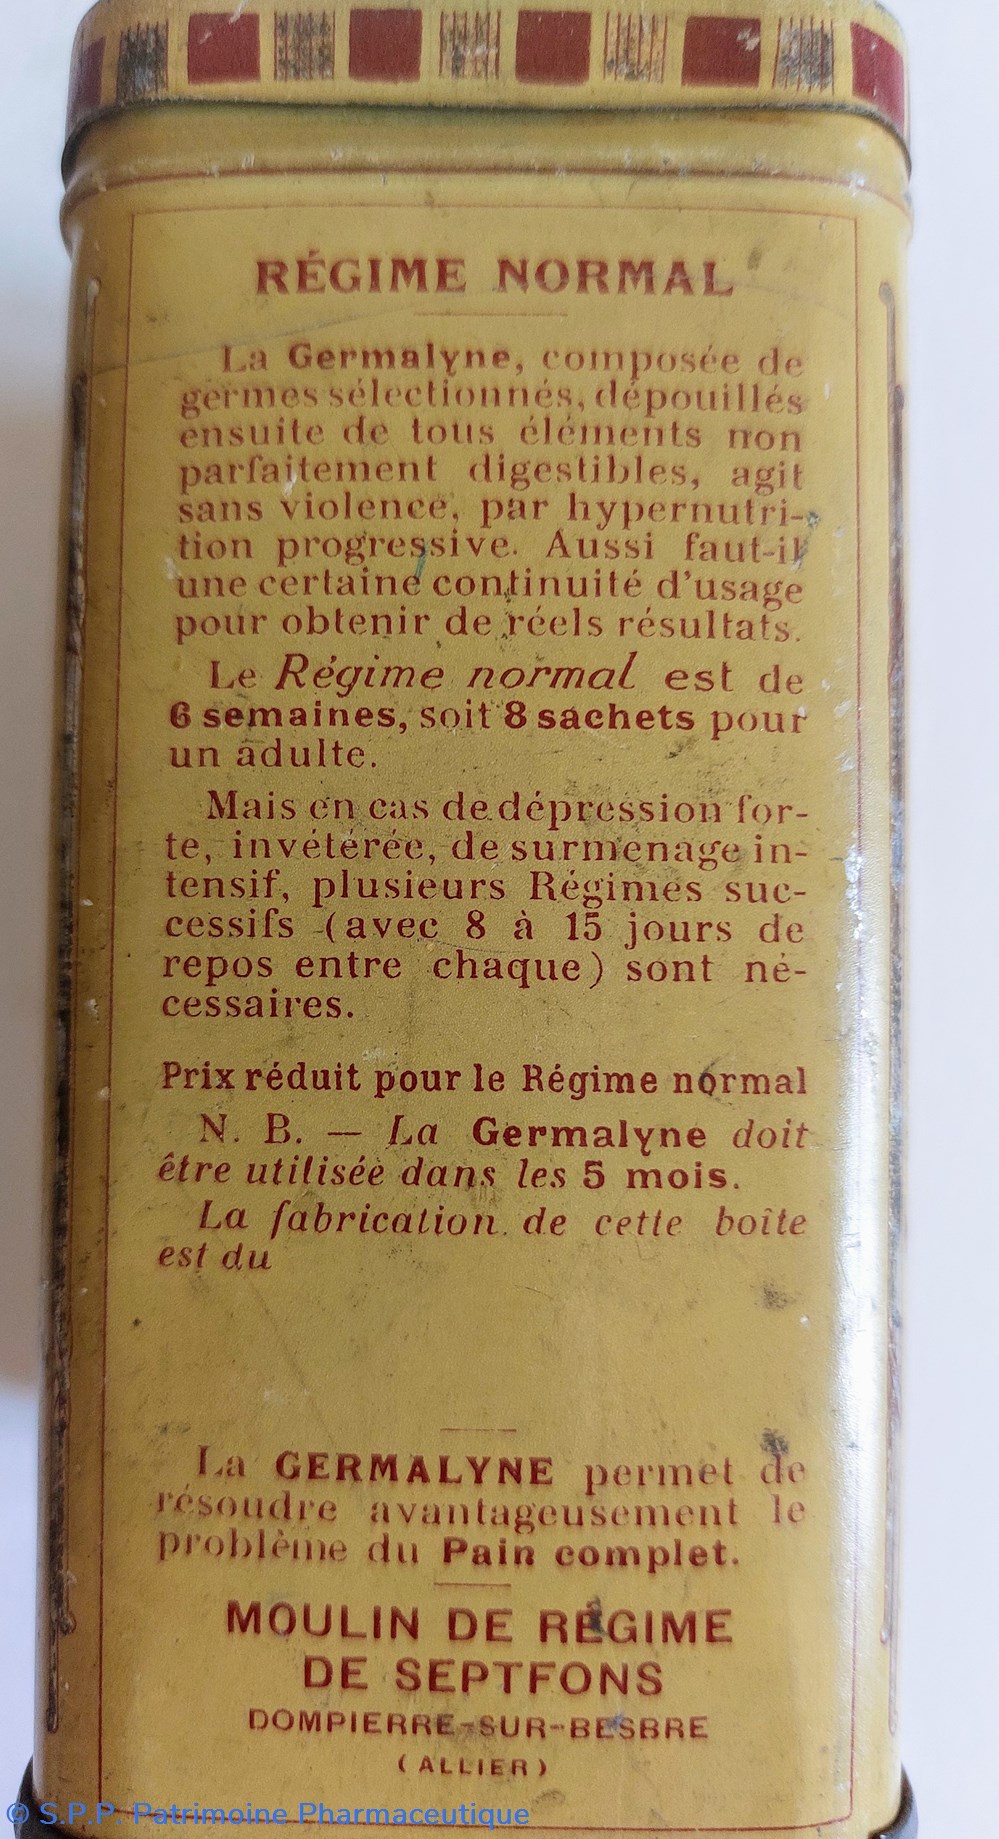 RÉGIME NORMAL
La Germalyne, composée de
germes sélectionnés, dépouillés
ensuite de tous éléments non
parfaitement digestibles, agit
sans violence, par hypernutri-
tion progressive. Aussi faut-il
une certaine continuité d'usage
pour obtenir de réels résultats.
Le Régime normal est de
6 semaines, soit 8 sachets pour
un adulte.
Mais en cas de dépression for-
te, invétérée, de surmenage in-
tensif, plusieurs Régimes suc-
cessifs (avec 8 à 15 jours de
repos entre chaque) sont né-
cessaires.
Prix réduit pour le Régime normal
N. B. — La Germalyne doit
être utilisée dans les 5 mois.
La fabrication de cette boîte
est du
La GERMALYNE permet de
résoudre avantageusement le
problème du Pain complet.
MOULIN DE RÉGIME
DE SEPTFONS
DOMPIERRE-SUR-BESBRE
(ALLIER)
© S.P.P. Patrimoine Pharmaceutique